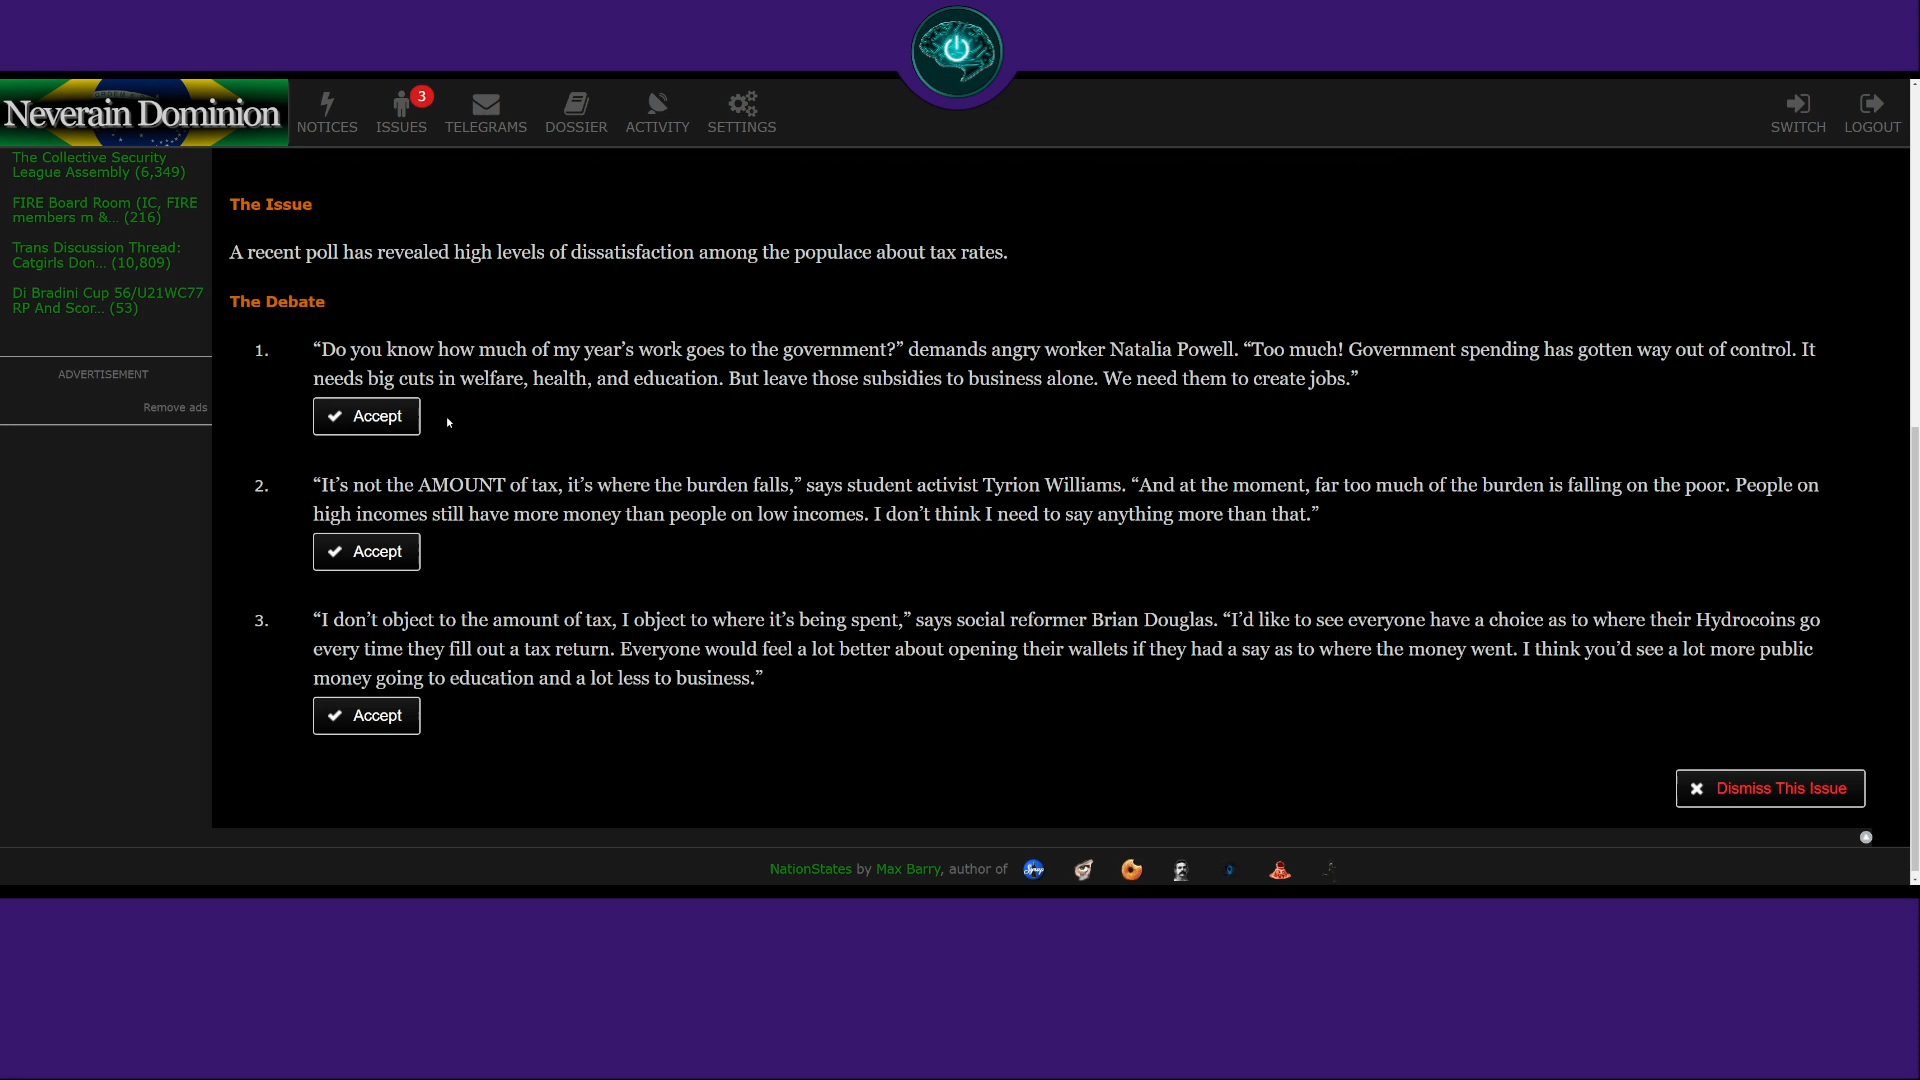 Neverain Dominion
NOTICES
ISSUES
3
TELEGRAMS
DOSSIER
ACTIVITY
SETTINGS
SWITCH
LOGOUT
The Collective Security
League Assembly (6,349)
FIRE Board Room (IC, FIRE
members m &... (216)
Trans Discussion Thread:
Catgirls Don... (10,809)
Di Bradini Cup 56/U21WC77
RP And Scor... (53)
ADVERTISEMENT
Remove ads
The Issue
A recent poll has revealed high levels of dissatisfaction among the populace about tax rates.
The Debate
1. “Do you know how much of my year’s work goes to the government?” demands angry worker Natalia Powell. “Too much! Government spending has gotten way out of control. It
needs big cuts in welfare, health, and education. But leave those subsidies to business alone. We need them to create jobs.”
Accept
2. “It’s not the AMOUNT of tax, it’s where the burden falls,” says student activist Tyrion Williams. “And at the moment, far too much of the burden is falling on the poor. People on
high incomes still have more money than people on low incomes. I don’t think I need to say anything more than that.”
Accept
3. “I don’t object to the amount of tax, I object to where it’s being spent,” says social reformer Brian Douglas. “I’d like to see everyone have a choice as to where their Hydrocoins go
every time they fill out a tax return. Everyone would feel a lot better about opening their wallets if they had a say as to where the money went. I think you’d see a lot more public
money going to education and a lot less to business.”
Accept
Dismiss This Issue
NationStates by Max Barry, author of